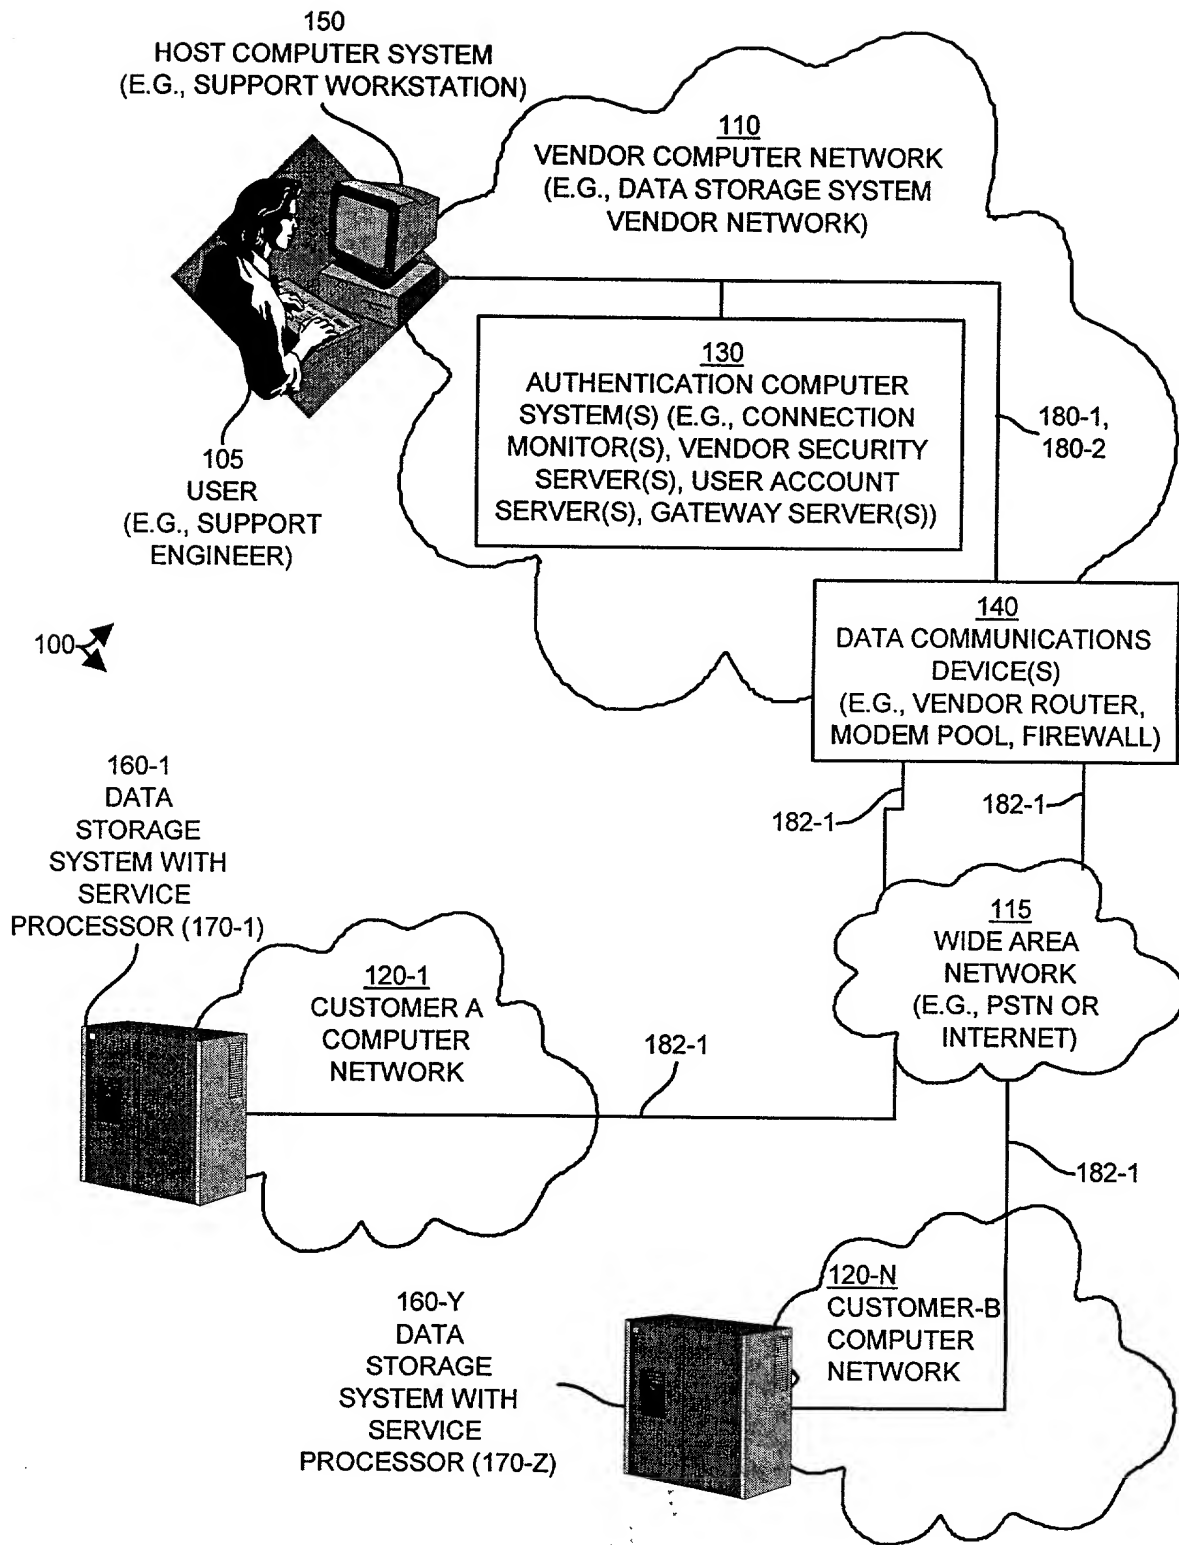 150
HOST COMPUTER SYSTEM
(E.G., SUPPORT WORKSTATION)
110
VENDOR COMPUTER NETWORK
(E.G., DATA STORAGE SYSTEM
VENDOR NETWORK)
130
AUTHENTICATION COMPUTER
SYSTEM(S) (E.G., CONNECTION
MONITOR(S), VENDOR SECURITY
SERVER(S), USER ACCOUNT
SERVER(S), GATEWAY SERVER(S))
180-1,
180-2
105
USER
(E.G., SUPPORT
ENGINEER)
100
140
DATA COMMUNICATIONS
DEVICE(S)
(E.G., VENDOR ROUTER,
MODEM POOL, FIREWALL)
182-1
182-1
160-1
DATA
STORAGE
SYSTEM WITH
SERVICE
PROCESSOR (170-1)
115
WIDE AREA
NETWORK
(E.G., PSTN OR
INTERNET)
120-1
CUSTOMER A
COMPUTER
NETWORK
182-1
182-1
160-Y
DATA
STORAGE
SYSTEM WITH
SERVICE
PROCESSOR (170-Z)
120-N
CUSTOMER-B
COMPUTER
NETWORK